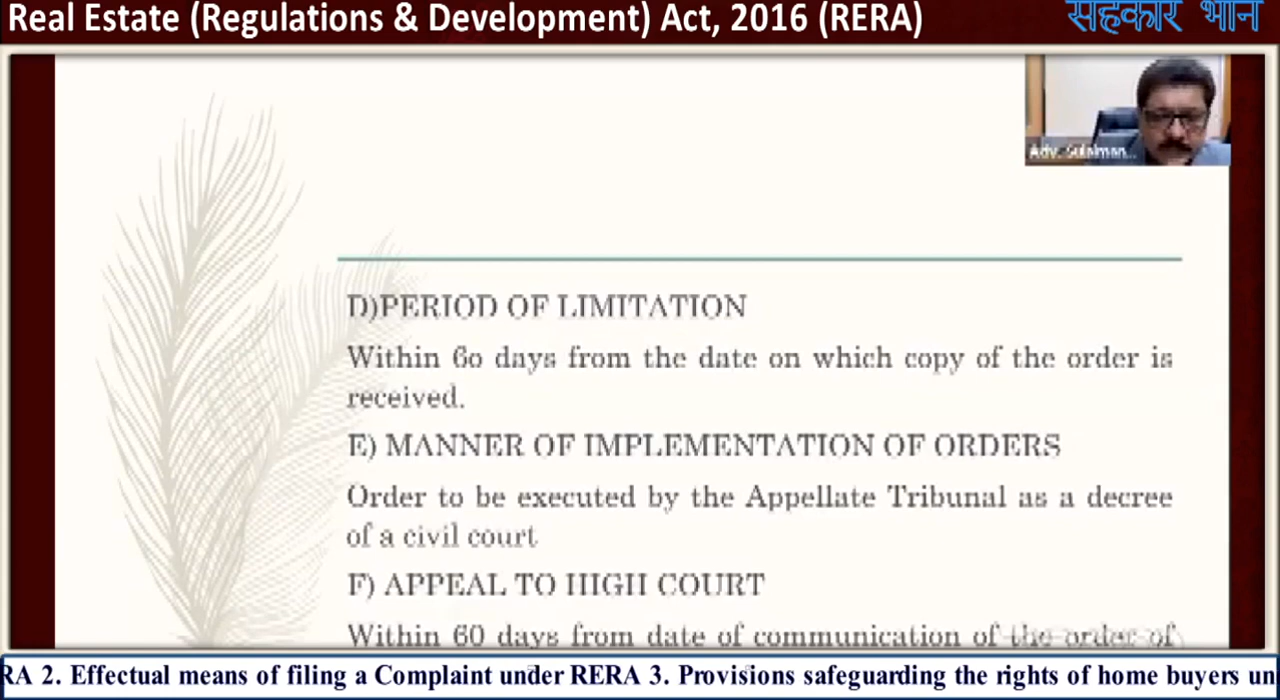 Real Estate (Regulations & Development) Act, 2016 (RERA)
सहकार भान
Adv. Sulaiman...
D)PERIOD OF LIMITATION
Within 6o days from the date on which copy of the order is
received.
E) MANNER OF IMPLEMENTATION OF ORDERS
Order to be executed by the Appellate Tribunal as a decree
of a civil court
F) APPEAL TO HIGH COURT
Within 60 days from date of communication of the order of
RA 2. Effectual means of filing a Complaint under RERA 3. Provisions safeguarding the rights of home buyers un